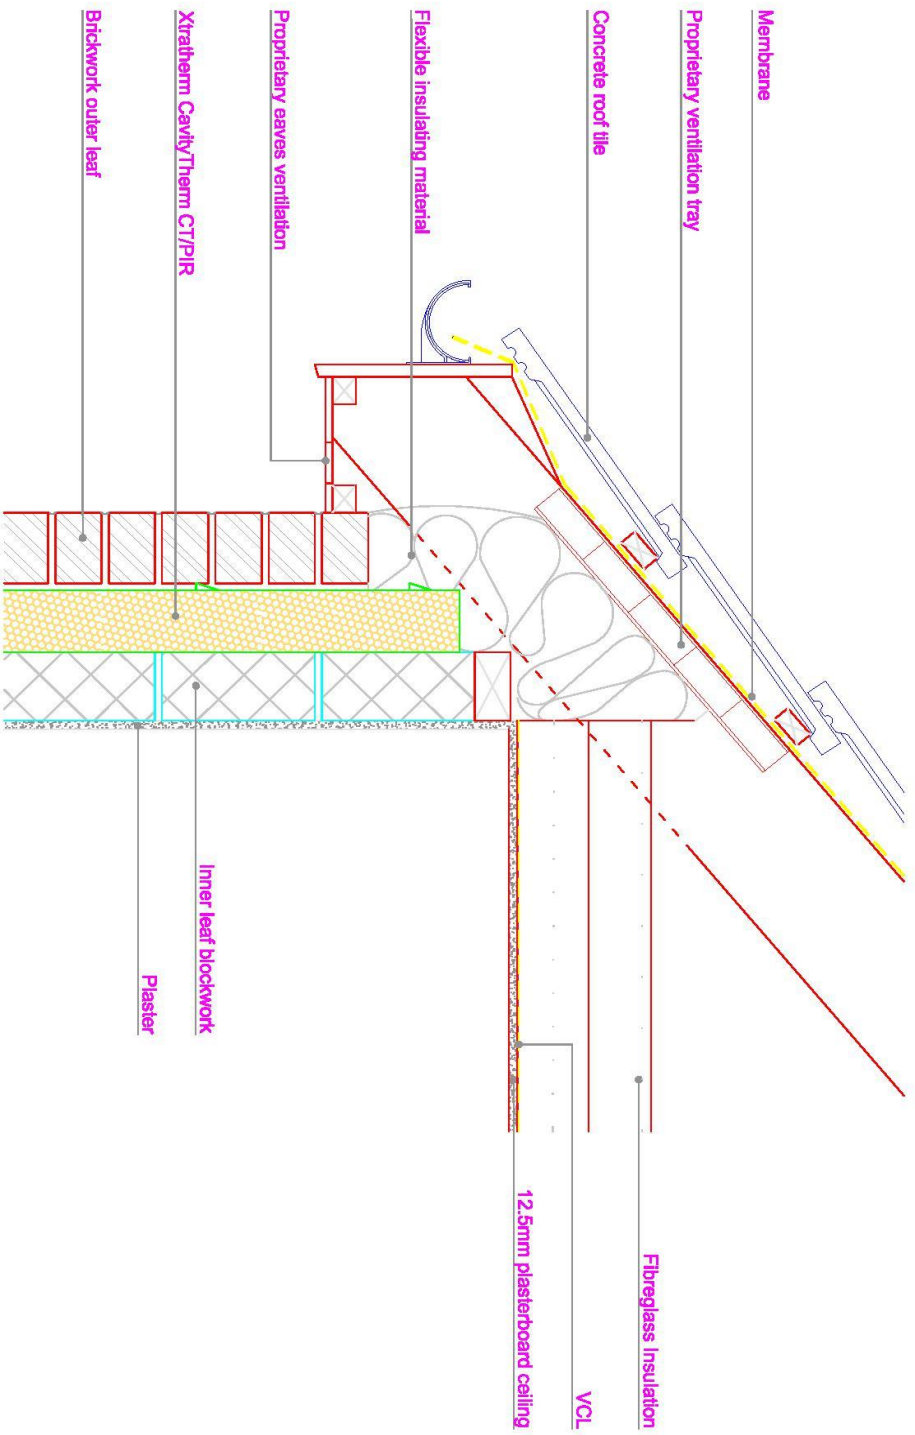 Membrane
Proprietary ventilation tray
Concrete roof tile
Flexible insulating material
Proprietary eaves ventilation
Xtratherm CavityTherm CT/PIR
Brickwork outer leaf
Fibreglass Insulation
VCL
12.5mm plasterboard ceiling
Inner leaf blockwork
Plaster